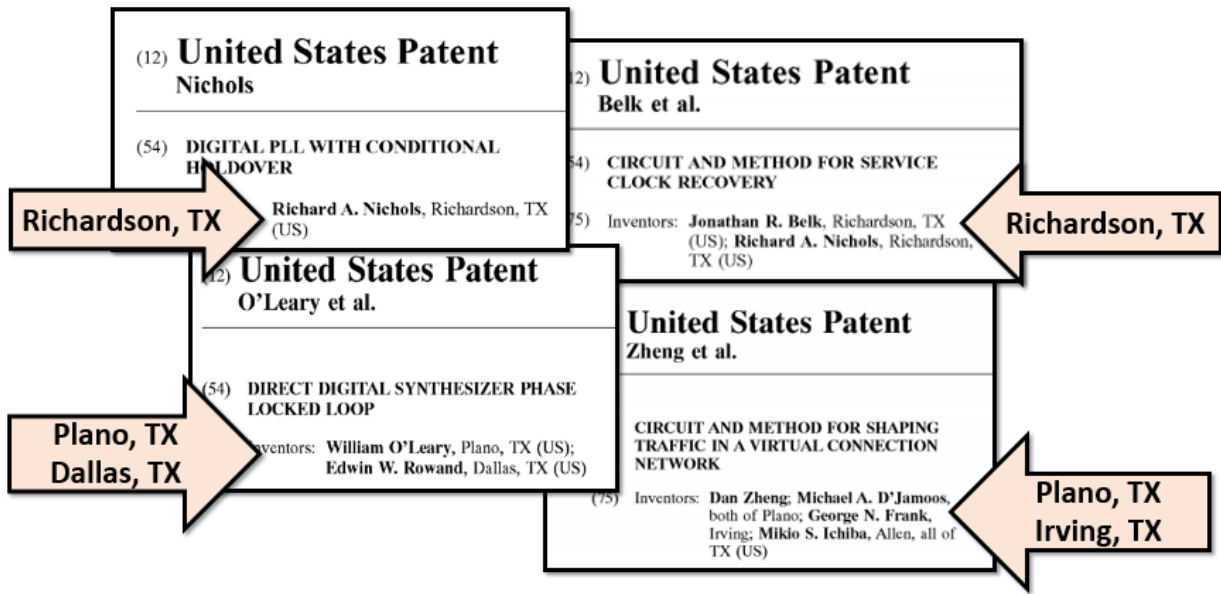 (12) United States Patent
Nichols
(54) DIGITAL PLL WITH CONDITIONAL
HOLDOVER
Richard A. Nichols, Richardson, TX
(US)
Richardson, TX
12) United States Patent
Belk et al.
54) CIRCUIT AND METHOD FOR SERVICE
CLOCK RECOVERY
75) Inventors: Jonathan R. Belk, Richardson, TX
(US); Richard A. Nichols, Richardson,
TX (US)
Richardson, TX
(12) United States Patent
O'Leary et al.
(54) DIRECT DIGITAL SYNTHESIZER PHASE
LOCKED LOOP
nventors: William O'Leary, Plano, TX (US);
Edwin W. Rowand, Dallas, TX (US)
Plano, TX
Dallas, TX
United States Patent
Zheng et al.
CIRCUIT AND METHOD FOR SHAPING
TRAFFIC IN A VIRTUAL CONNECTION
NETWORK
(75) Inventors: Dan Zheng; Michael A. D'Jamoos,
both of Plano; George N. Frank,
Irving; Mikio S. Ichiba, Allen, all of
TX (US)
Plano, TX
Irving, TX